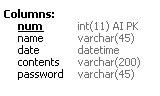 Columns:
num int(11) AI PK
name varchar(45)
date datetime
contents varchar(200)
password varchar(45)